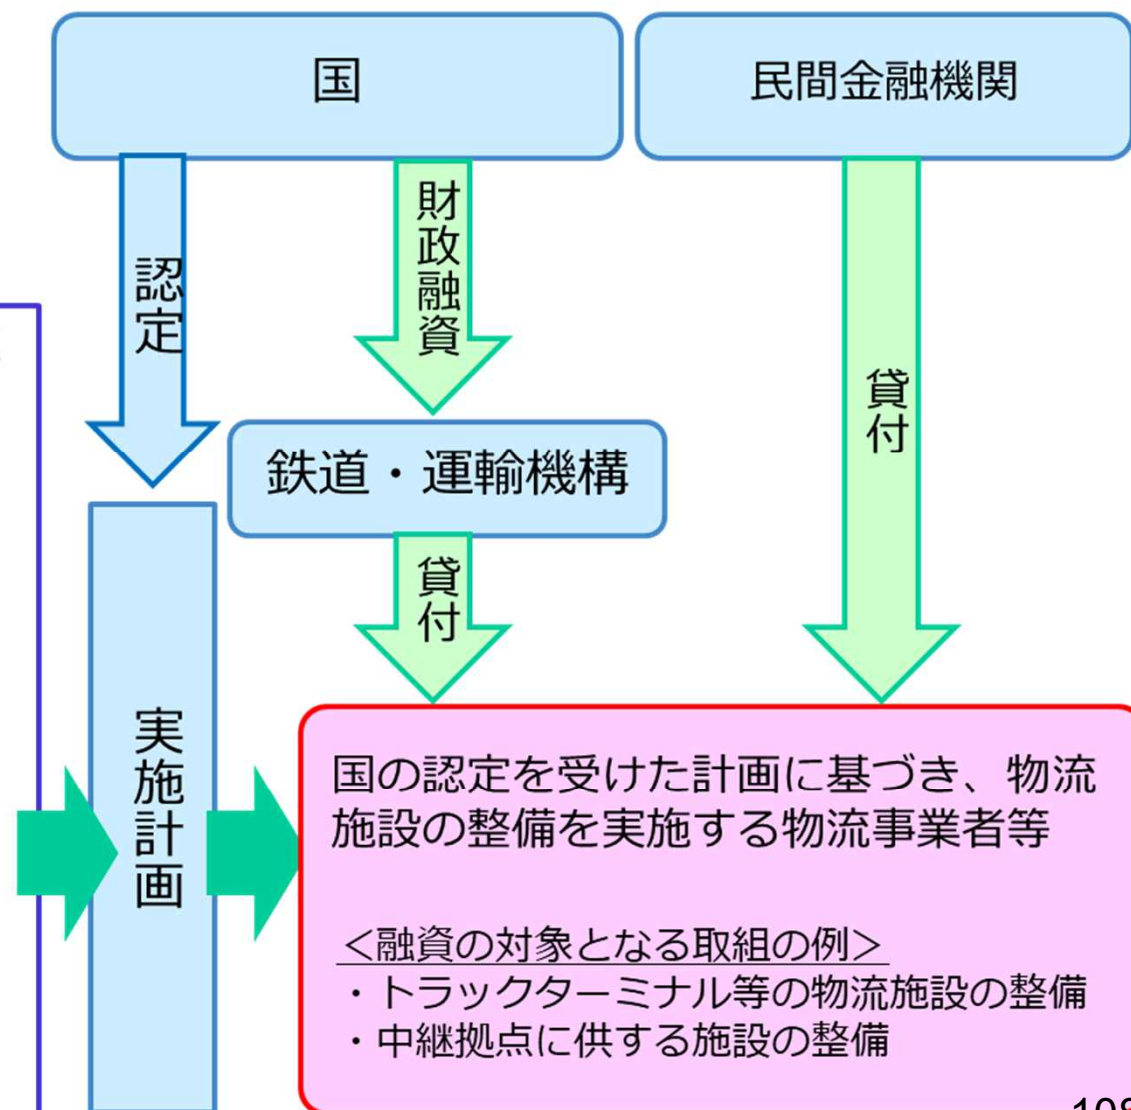 国
民間金融機関
認定
財政融資
貸付
鉄道・運輸機構
貸付
実施計画
国の認定を受けた計画に基づき、物流
施設の整備を実施する物流事業者等
＜融資の対象となる取組の例＞
・トラックターミナル等の物流施設の整備
・中継拠点に供する施設の整備